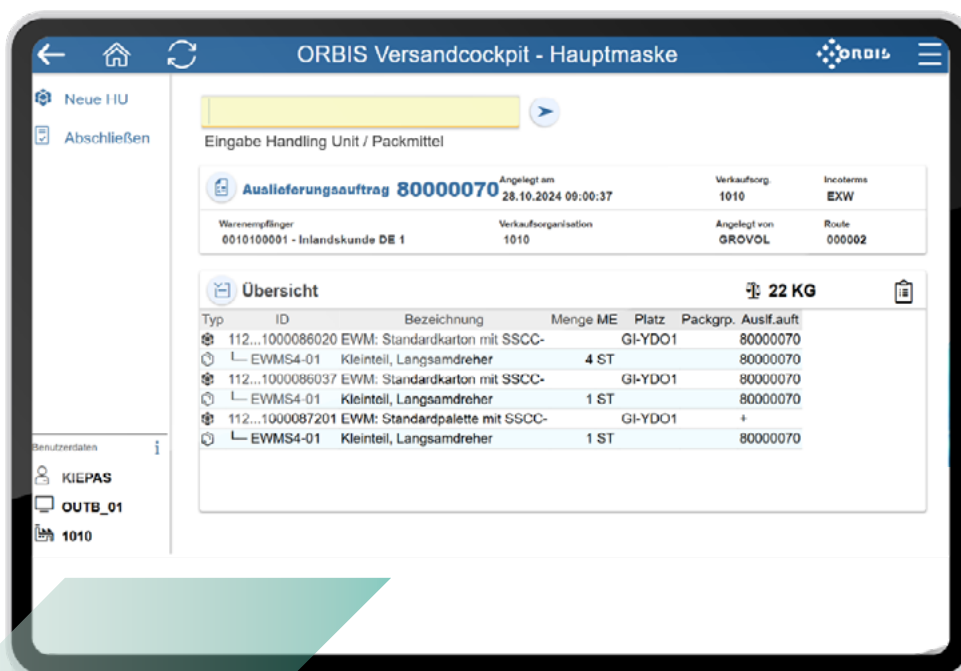 ORBIS Versandcockpit - Hauptmaske
ORBIS
Neue HU
Abschließen
Eingabe Handling Unit / Packmittel
Auslieferungsauftrag 80000070
Angelegt am
28.10.2024 09:00:37
Verkaufsorg.
1010
Incoterms
EXW
Warenempfänger
0010100001 - Inlandskunde DE 1
Verkaufsorganisation
1010
Angelegt von
GROVOL
Route
000002
Übersicht 22 KG
Typ ID Bezeichnung Menge ME Platz Packgrp. Auslf.auft
112...1000086020 EWM: Standardkarton mit SSCC- GI-YDO1 80000070
EWMS4-01 Kleinteil, Langsamdreher 4 ST 80000070
112...1000086037 EWM: Standardkarton mit SSCC- GI-YDO1 80000070
EWMS4-01 Kleinteil, Langsamdreher 1 ST 80000070
112...1000087201 EWM: Standardpalette mit SSCC- GI-YDO1 +
EWMS4-01 Kleinteil, Langsamdreher 1 ST 80000070
Benutzerdaten i
KIEPAS
OUTB_01
1010